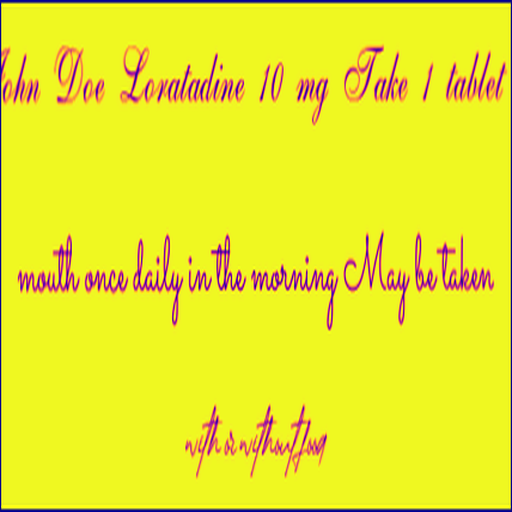 John Doe Loratadine 10 mg Take 1 tablet
mouth once daily in the morning May be taken
with or without food